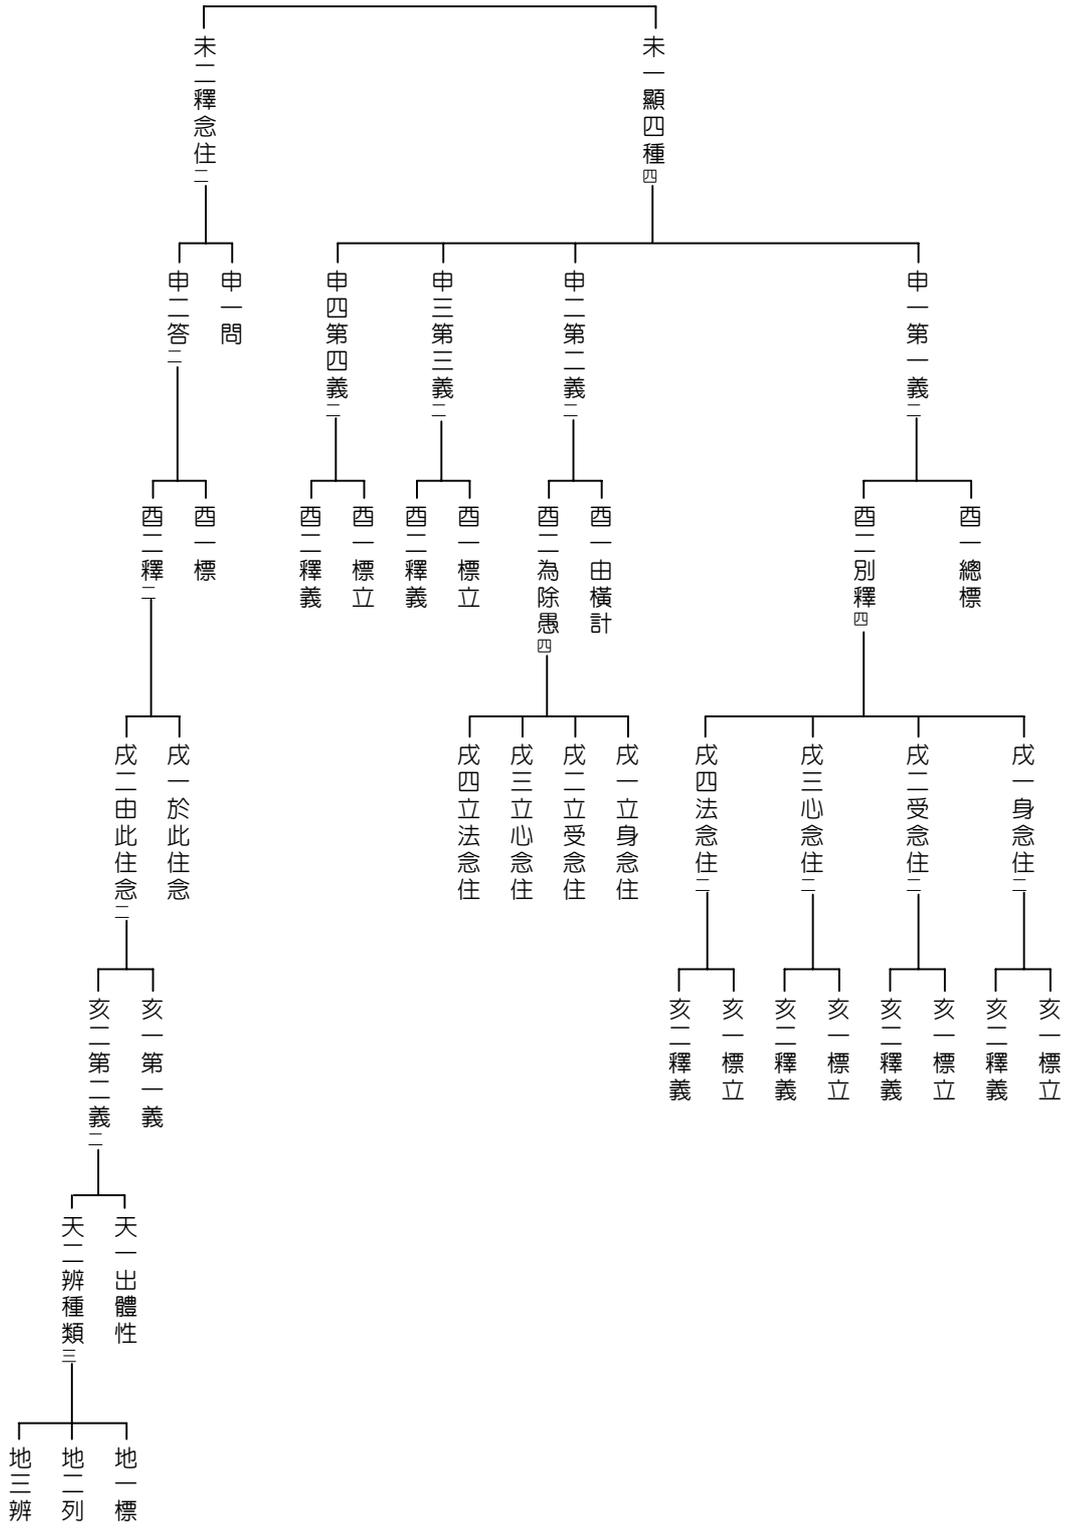 未一顯四種四
未二釋念住二
申一第一義二
申二第二義二
申三第三義二
申四第四義二
申一問
申二答二
酉一總標
酉二別釋四
酉一由橫計
酉二為除愚四
酉一標立
酉二釋義
酉一標立
酉二釋義
酉一標
酉二釋二
戌一身念住二
戌二受念住二
戌三心念住二
戌四法念住二
戌一立身念住
戌二立受念住
戌三立心念住
戌四立法念住
戌一於此住念
戌二由此住念二
亥一標立
亥二釋義
亥一標立
亥二釋義
亥一標立
亥二釋義
亥一標立
亥二釋義
亥一第一義
亥二第二義二
天一出體性
天二辨種類三
地一標
地二列
地三辨